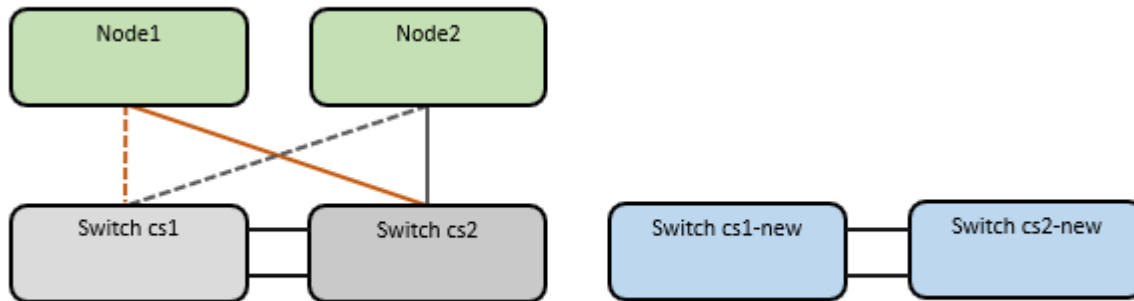 Node1
Node2
Switch cs1
Switch cs2
Switch cs1-new
Switch cs2-new